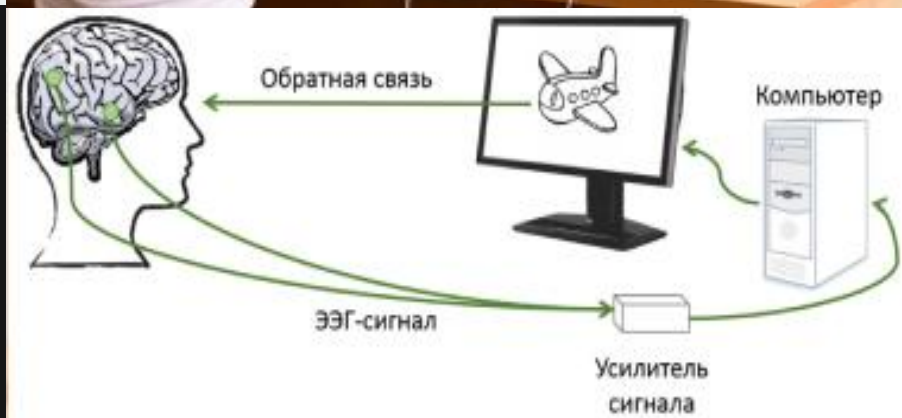 Обратная связь
Компьютер
ЭЭГ-сигнал
Усилитель
сигнала